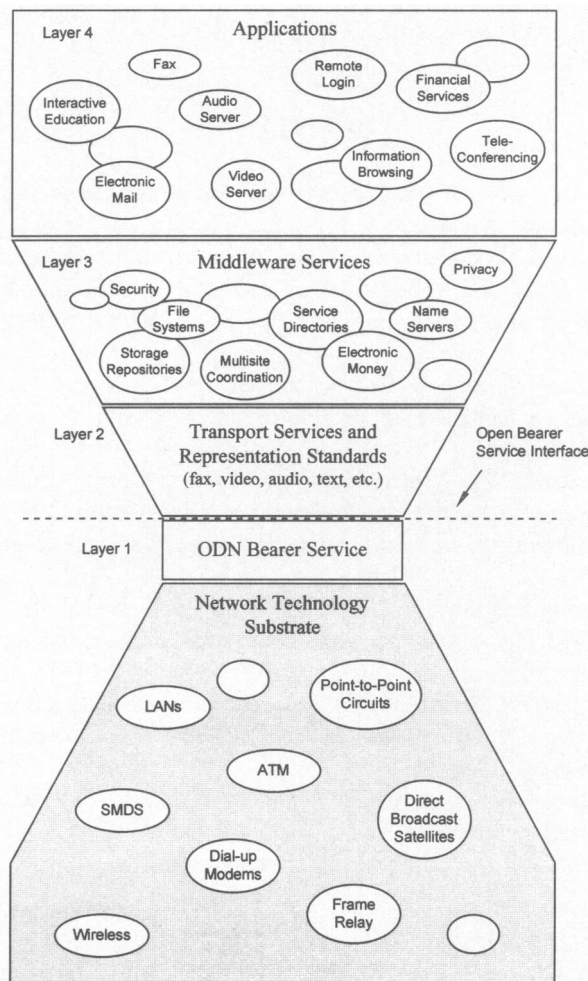 Layer 4
Applications
Fax
Remote
Login
Financial
Services
Interactive
Education
Audio
Server
Tele-
Conferencing
Information
Browsing
Electronic
Mail
Video
Server
Layer 3
Middleware Services
Privacy
Security
File
Systems
Service
Directories
Name
Servers
Storage
Repositories
Multisite
Coordination
Electronic
Money
Layer 2
Transport Services and
Representation Standards
(fax, video, audio, text, etc.)
Open Bearer
Service Interface
Layer 1
ODN Bearer Service
Network Technology
Substrate
LANs
Point-to-Point
Circuits
ATM
SMDS
Direct
Broadcast
Satellites
Dial-up
Modems
Frame
Relay
Wireless